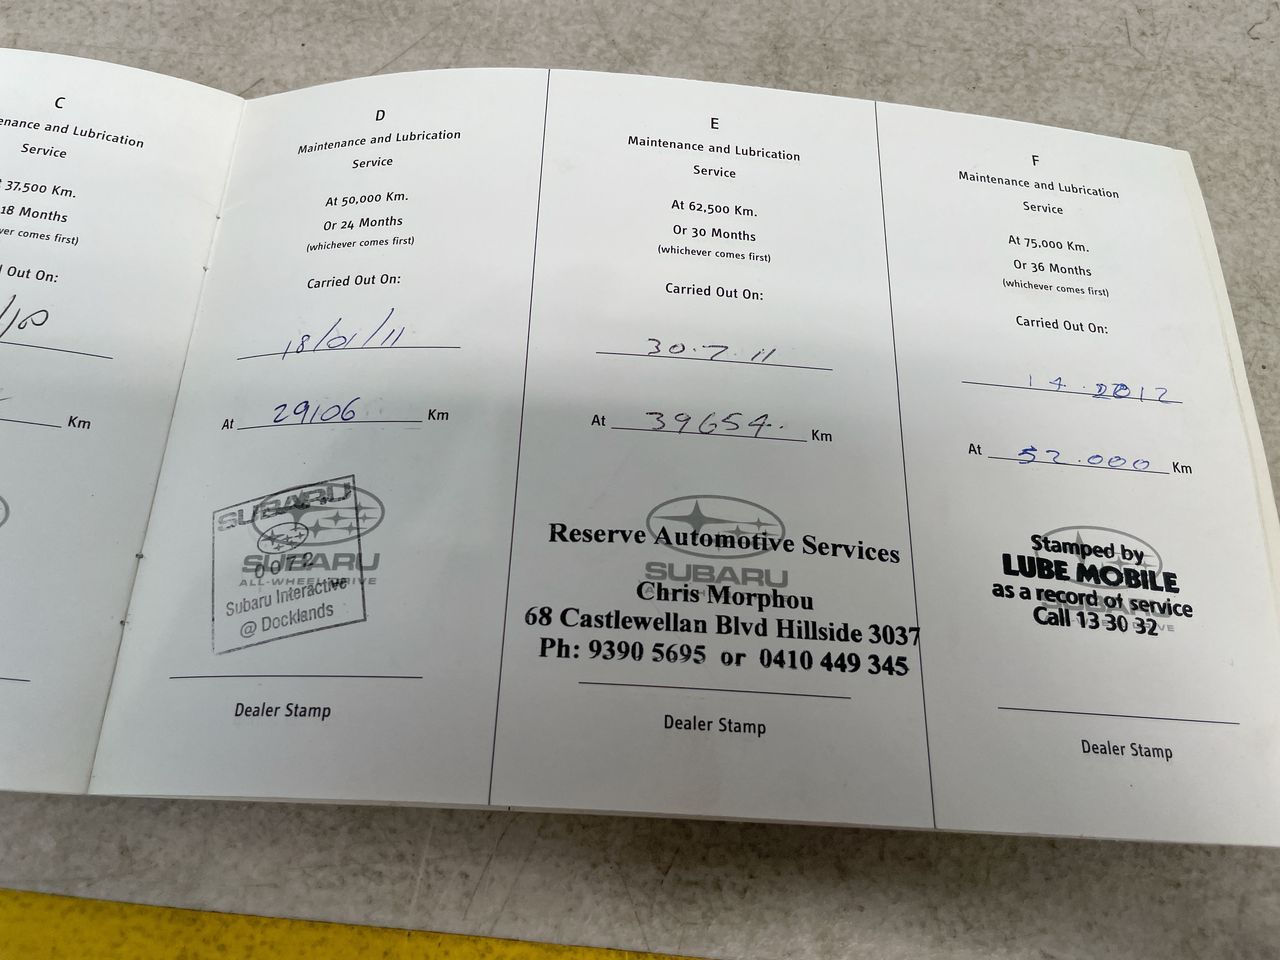 C
enance and Lubrication
Service
t 37,500 Km.
18 Months
ver comes first)
Out On:
/10
Km
D
Maintenance and Lubrication
Service
At 50,000 Km.
Or 24 Months
(whichever comes first)
Carried Out On:
18/01/11
At 29106 Km
SUBARU
0072
Subaru Interactive
@ Docklands
SUBARU
ALL-WHEEL DRIVE
Dealer Stamp
E
Maintenance and Lubrication
Service
At 62,500 Km.
Or 30 Months
(whichever comes first)
Carried Out On:
30.7.11
At 39654. Km
Reserve Automotive Services
SUBARU
Chris Morphou
68 Castlewellan Blvd Hillside 3037
Ph: 9390 5695 or 0410 449 345
Dealer Stamp
F
Maintenance and Lubrication
Service
At 75,000 Km.
Or 36 Months
(whichever comes first)
Carried Out On:
At 52.000 Km
Stamped by
LUBE MOBILE
as a record of service
Call 13 30 32
Dealer Stamp